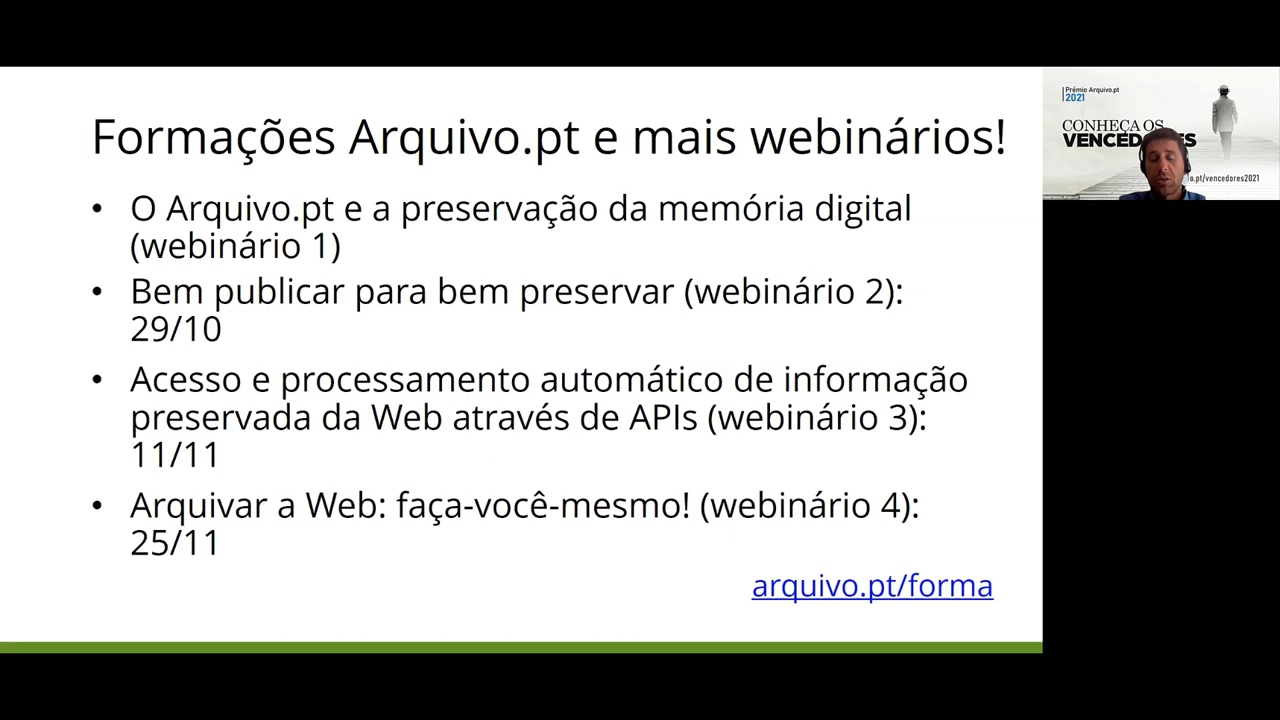 Formações Arquivo.pt e mais webinários!
• O Arquivo.pt e a preservação da memória digital
(webinário 1)
• Bem publicar para bem preservar (webinário 2):
29/10
• Acesso e processamento automático de informação
preservada da Web através de APIs (webinário 3):
11/11
• Arquivar a Web: faça-você-mesmo! (webinário 4):
25/11
arquivo.pt/forma
Prémio Arquivo.pt
2021
CONHEÇA OS
VENCEDORES
o.pt/vencedores2021